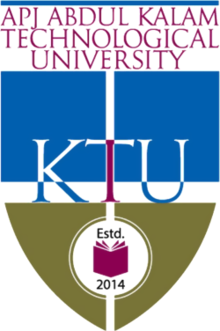 APJ ABDUL KALAM
TECHNOLOGICAL
UNIVERSITY
KTU
Estd.
2014